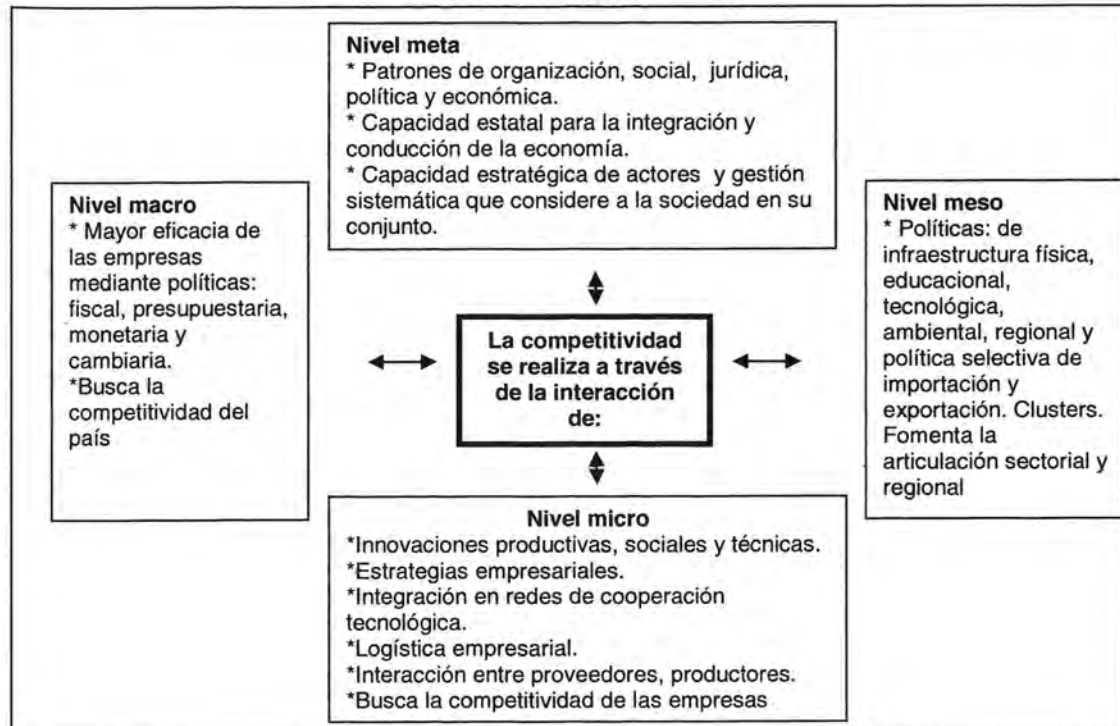 Nivel meta
* Patrones de organización, social, jurídica,
política y económica.
* Capacidad estatal para la integración y
conducción de la economía.
* Capacidad estratégica de actores y gestión
sistemática que considere a la sociedad en su
conjunto.
Nivel macro
* Mayor eficacia de
las empresas
mediante políticas:
fiscal, presupuestaria,
monetaria y
cambiaria.
*Busca la
competitividad del
país
La competitividad
se realiza a través
de la interacción
de:
Nivel meso
* Políticas: de
infraestructura física,
educacional,
tecnológica,
ambiental, regional y
política selectiva de
importación y
exportación. Clusters.
Fomenta la
articulación sectorial y
regional
Nivel micro
*Innovaciones productivas, sociales y técnicas.
*Estrategias empresariales.
*Integración en redes de cooperación
tecnológica.
*Logística empresarial.
*Interacción entre proveedores, productores.
*Busca la competitividad de las empresas